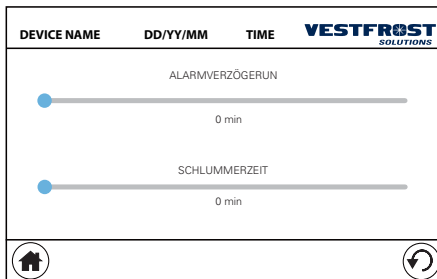 DEVICE NAME DD/YY/MM TIME VESTFROST SOLUTIONS
ALARMVERZÖGERUN
0 min
SCHLUMMERZEIT
0 min